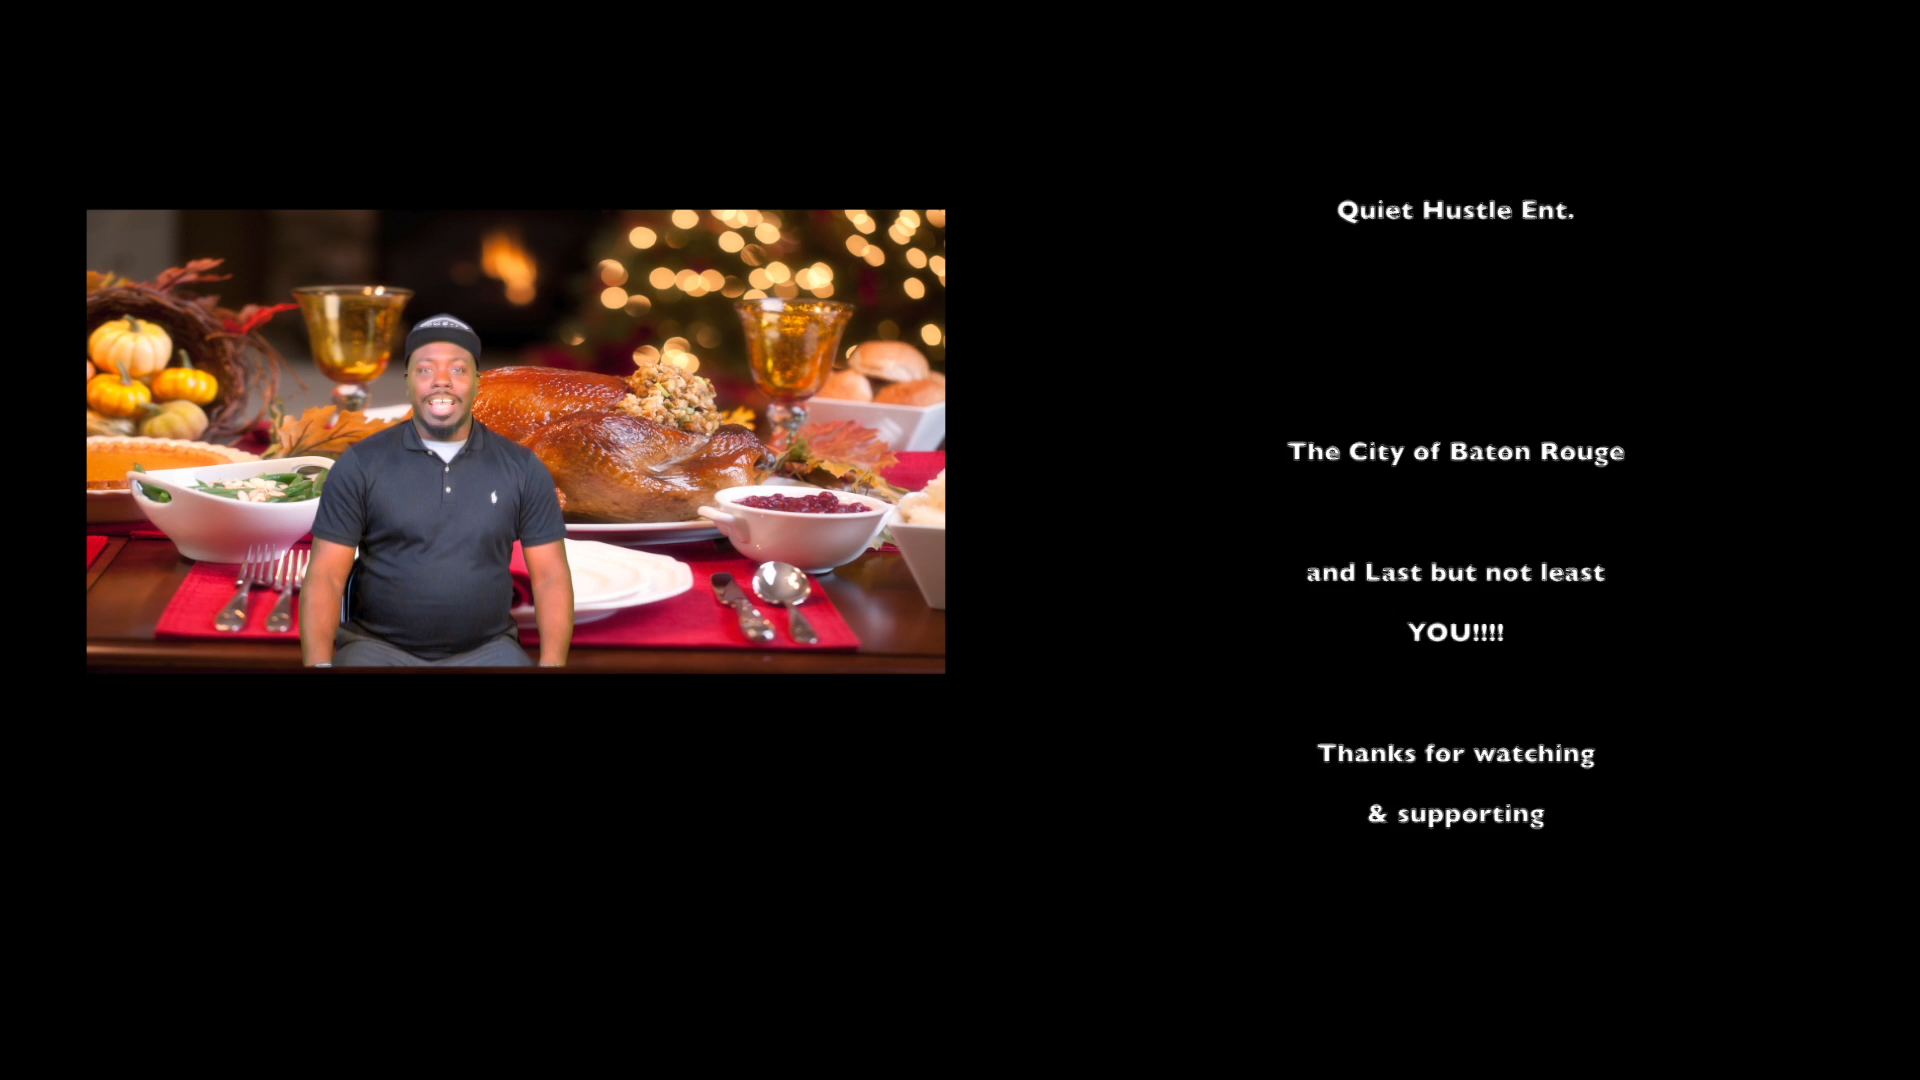 Quiet Hustle Ent.
The City of Baton Rouge
and Last but not least
YOU!!!!
Thanks for watching
& supporting